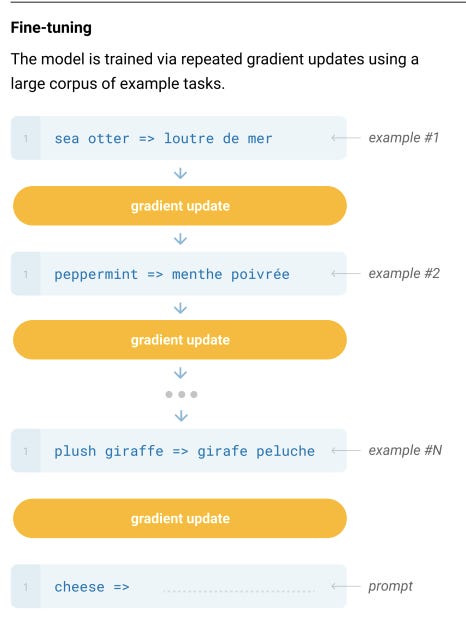 Fine-tuning
The model is trained via repeated gradient updates using a
large corpus of example tasks.
1 sea otter => loutre de mer example #1
gradient update
1 peppermint => menthe poivrée example #2
gradient update
1 plush giraffe => girafe peluche example #N
gradient update
1 cheese => prompt